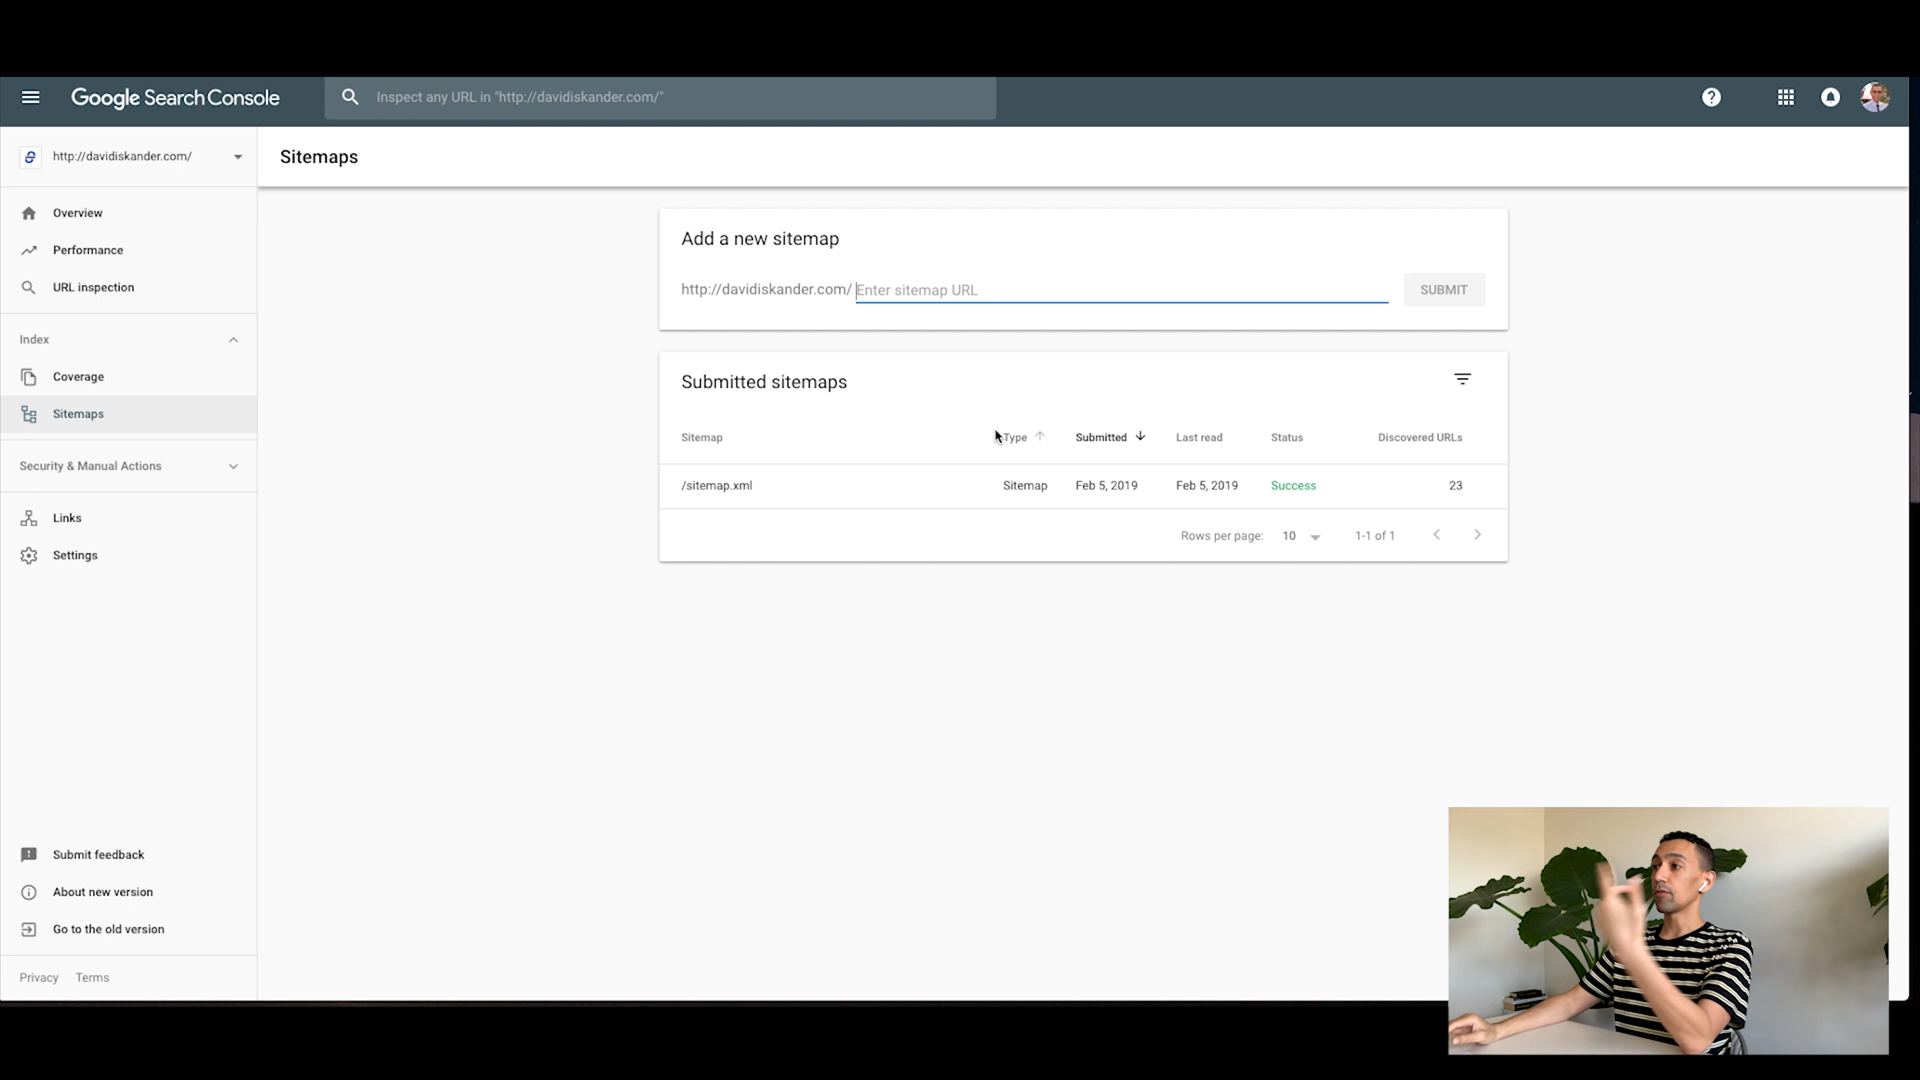 Google Search Console
Inspect any URL in "http://davidiskander.com/"
http://davidiskander.com/
Sitemaps
Overview
Performance
URL inspection
Index
Coverage
Sitemaps
Security & Manual Actions
Links
Settings
Submit feedback
About new version
Go to the old version
Privacy Terms
Add a new sitemap
http://davidiskander.com/ Enter sitemap URL SUBMIT
Submitted sitemaps
Sitemap Type Submitted Last read Status Discovered URLs
/sitemap.xml Sitemap Feb 5, 2019 Feb 5, 2019 Success 23
Rows per page: 10 1-1 of 1